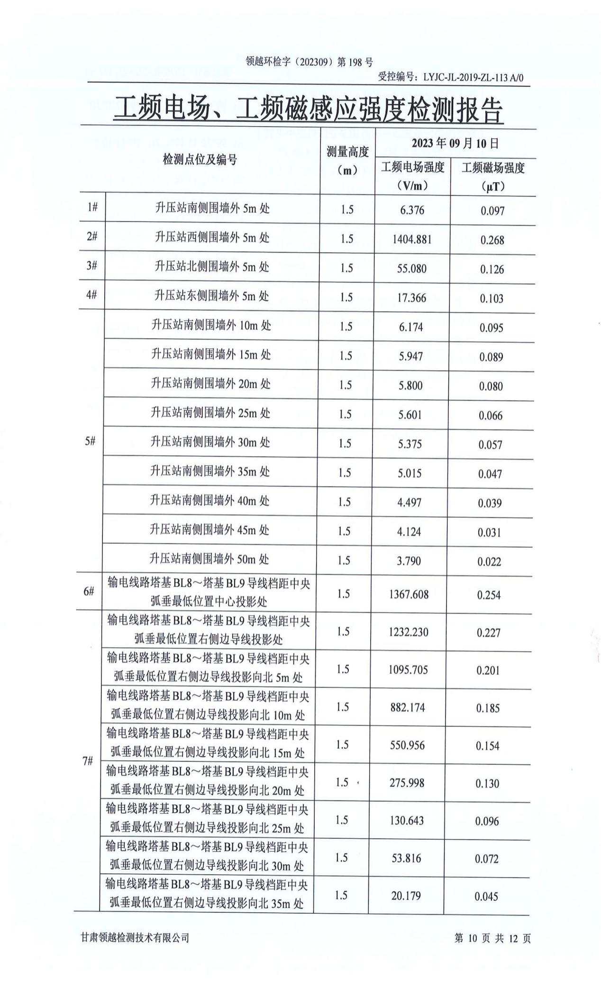 领越环检字（202309）第 198 号
受控编号：LYJC-JL-2019-ZL-113 A/0
工频电场、工频磁感应强度检测报告
检测点位及编号
测量高度
（m）
2023 年 09 月 10 日
工频电场强度
（V/m）
工频磁场强度
（μT）
1# 升压站南侧围墙外 5m 处 1.5 6.376 0.097
2# 升压站西侧围墙外 5m 处 1.5 1404.881 0.268
3# 升压站北侧围墙外 5m 处 1.5 55.080 0.126
4# 升压站东侧围墙外 5m 处 1.5 17.366 0.103
5#
升压站南侧围墙外 10m 处 1.5 6.174 0.095
升压站南侧围墙外 15m 处 1.5 5.947 0.089
升压站南侧围墙外 20m 处 1.5 5.800 0.080
升压站南侧围墙外 25m 处 1.5 5.601 0.066
升压站南侧围墙外 30m 处 1.5 5.375 0.057
升压站南侧围墙外 35m 处 1.5 5.015 0.047
升压站南侧围墙外 40m 处 1.5 4.497 0.039
升压站南侧围墙外 45m 处 1.5 4.124 0.031
升压站南侧围墙外 50m 处 1.5 3.790 0.022
6#
输电线路塔基 BL8～塔基 BL9 导线档距中央
弧垂最低位置中心投影处
1.5 1367.608 0.254
7#
输电线路塔基 BL8～塔基 BL9 导线档距中央
弧垂最低位置右侧边导线投影处
1.5 1232.230 0.227
输电线路塔基 BL8～塔基 BL9 导线档距中央
弧垂最低位置右侧边导线投影向北 5m 处
1.5 1095.705 0.201
输电线路塔基 BL8～塔基 BL9 导线档距中央
弧垂最低位置右侧边导线投影向北 10m 处
1.5 882.174 0.185
输电线路塔基 BL8～塔基 BL9 导线档距中央
弧垂最低位置右侧边导线投影向北 15m 处
1.5 550.956 0.154
输电线路塔基 BL8～塔基 BL9 导线档距中央
弧垂最低位置右侧边导线投影向北 20m 处
1.5 275.998 0.130
输电线路塔基 BL8～塔基 BL9 导线档距中央
弧垂最低位置右侧边导线投影向北 25m 处
1.5 130.643 0.096
输电线路塔基 BL8～塔基 BL9 导线档距中央
弧垂最低位置右侧边导线投影向北 30m 处
1.5 53.816 0.072
输电线路塔基 BL8～塔基 BL9 导线档距中央
弧垂最低位置右侧边导线投影向北 35m 处
1.5 20.179 0.045
甘肃领越检测技术有限公司
第 10 页 共 12 页